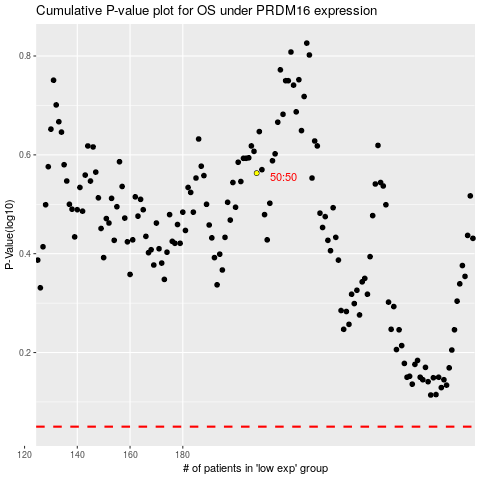 Cumulative P-value plot for OS under PRDM16 expression
P-Value(log10)
0.8
0.6
0.4
0.2
50:50
120 140 160 180
# of patients in 'low exp' group